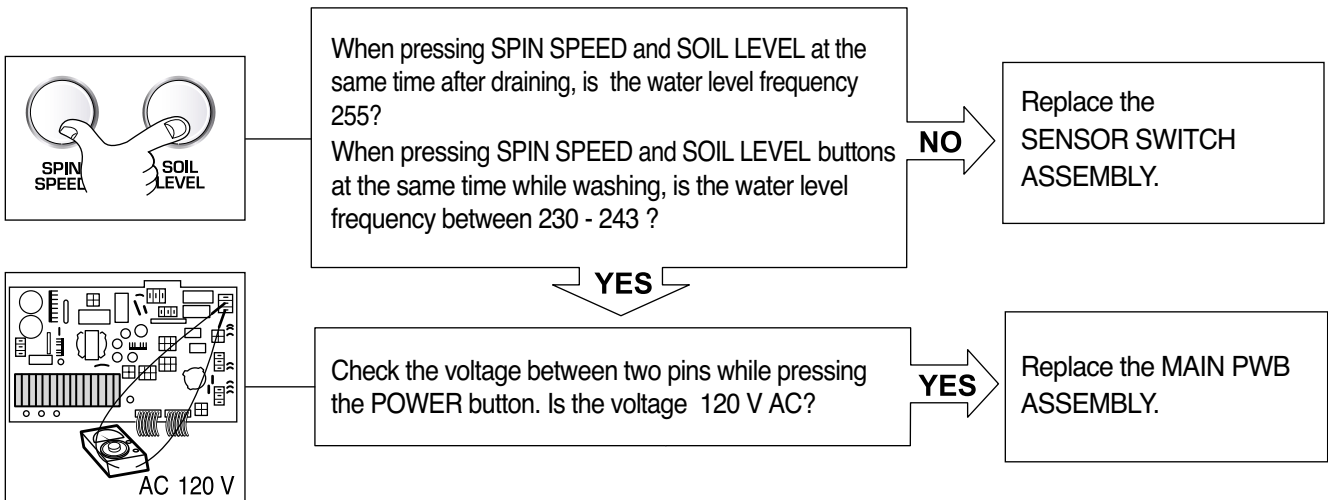 SPIN
SPEED
SOIL
LEVEL
When pressing SPIN SPEED and SOIL LEVEL at the
same time after draining, is the water level frequency
255?
When pressing SPIN SPEED and SOIL LEVEL buttons
at the same time while washing, is the water level
frequency between 230 - 243 ?
NO
Replace the
SENSOR SWITCH
ASSEMBLY.
YES
AC 120 V
Check the voltage between two pins while pressing
the POWER button. Is the voltage 120 V AC?
YES
Replace the MAIN PWB
ASSEMBLY.